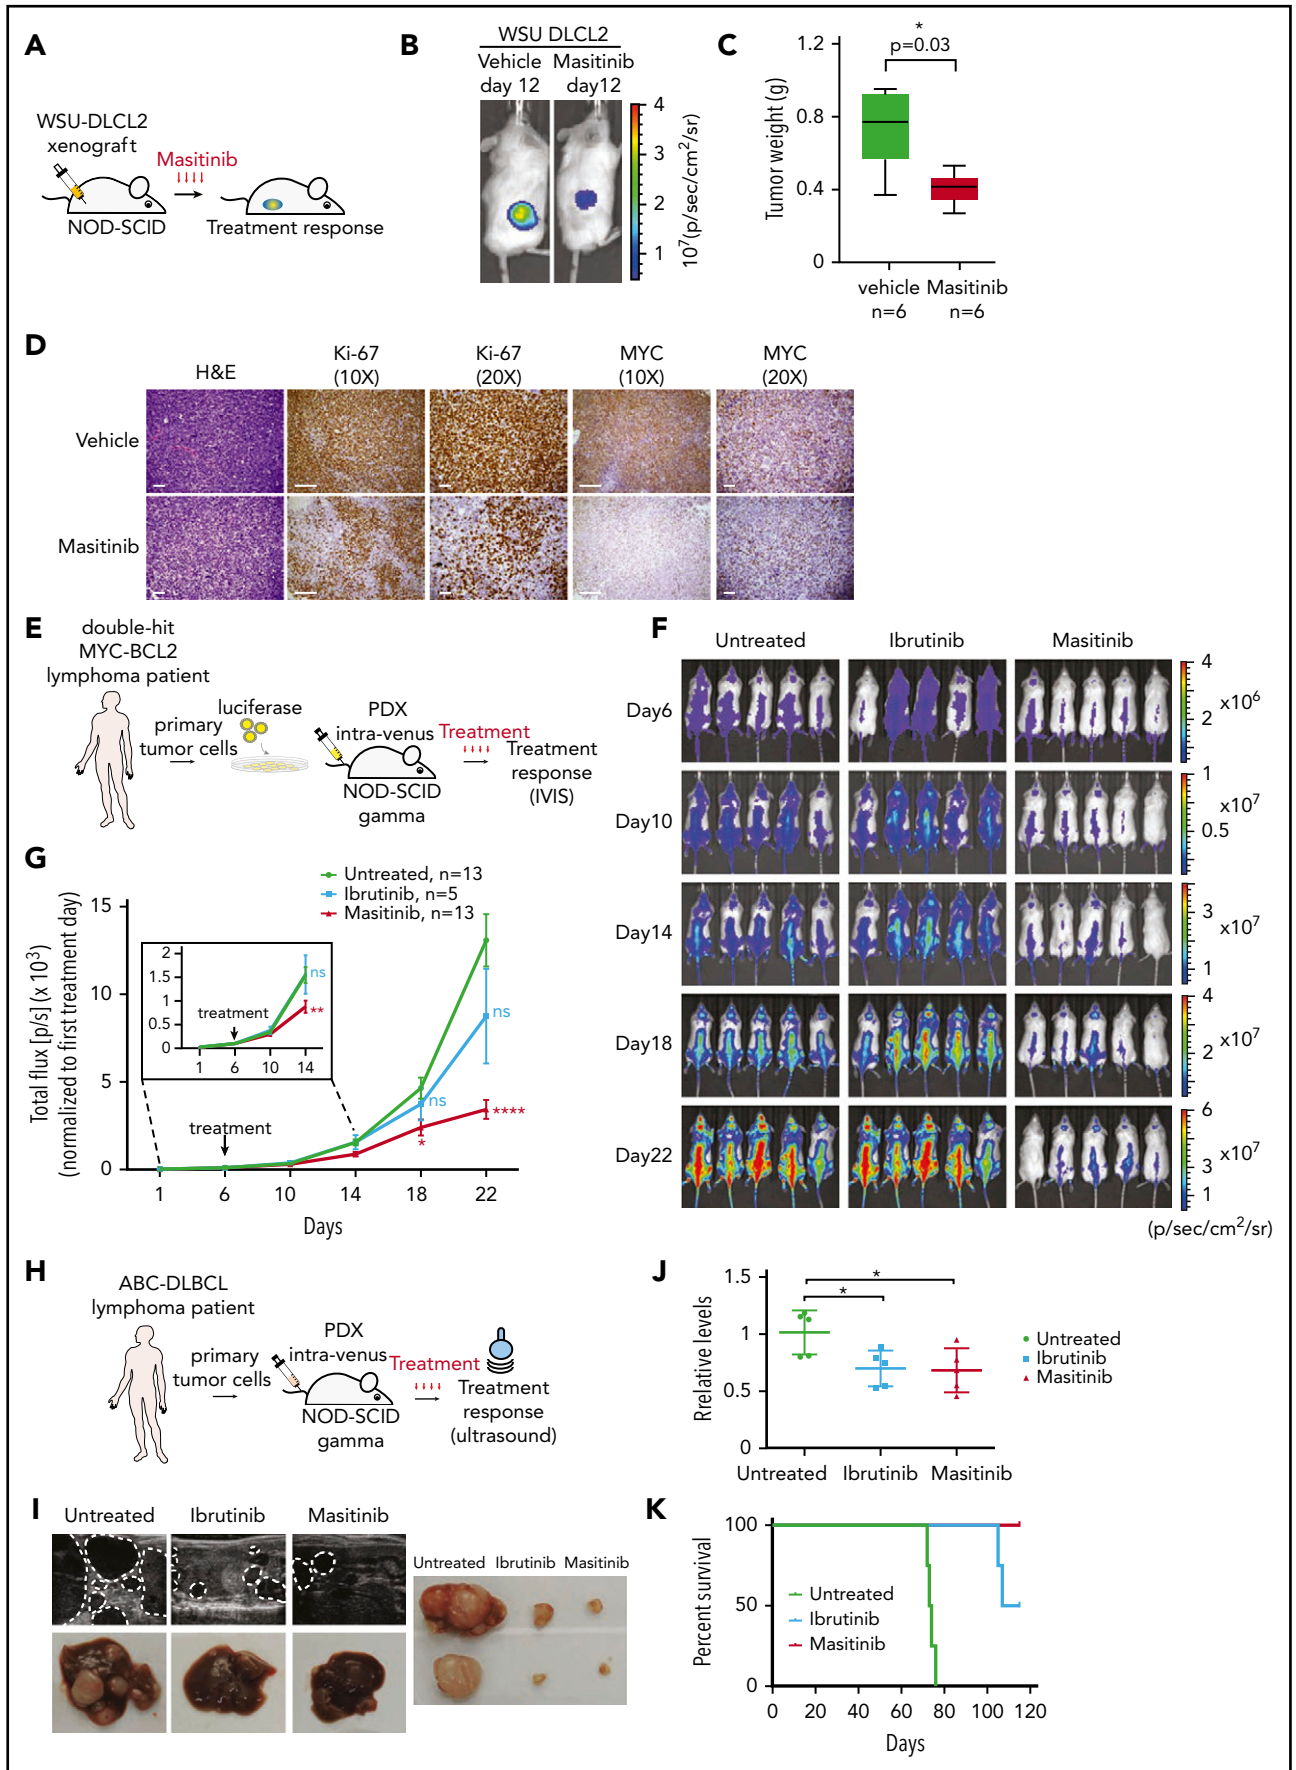 A
WSU-DLCL2
xenograft
Masitinib
NOD-SCID
Treatment response
B
WSU DLCL2
Vehicle
day 12
Masitinib
day12
4
3
2
1
10^7(p/sec/cm^2/sr)
C
*
p=0.03
Tumor weight (g)
1.2
0.8
0.4
0
vehicle
n=6
Masitinib
n=6
D
H&E
Ki-67
(10X)
Ki-67
(20X)
MYC
(10X)
MYC
(20X)
Vehicle
Masitinib
E
double-hit
MYC-BCL2
lymphoma patient
primary
tumor cells
luciferase
PDX
intra-venus
NOD-SCID
gamma
Treatment
Treatment
response
(IVIS)
F
Untreated
Ibrutinib
Masitinib
Day6
4
2
x10^6
Day10
1
0.5
x10^7
Day14
3
1
x10^7
Day18
4
2
x10^7
Day22
6
3
1
x10^7
(p/sec/cm^2/sr)
G
Untreated, n=13
Ibrutinib, n=5
Masitinib, n=13
Total flux [p/s] (x 10^3)
(normalized to first treatment day)
15
10
5
0
2
1.5
1
0.5
0
treatment
ns
**
1 6 10 14
treatment
ns
*
ns
****
1 6 10 14 18 22
Days
H
ABC-DLBCL
lymphoma patient
primary
tumor cells
PDX
intra-venus
NOD-SCID
gamma
Treatment
Treatment
response
(ultrasound)
I
Untreated
Ibrutinib
Masitinib
Untreated
Ibrutinib
Masitinib
J
Rrelative levels
1.5
1
0.5
0
*
*
Untreated
Ibrutinib
Masitinib
Untreated
Ibrutinib
Masitinib
K
Percent survival
100
50
0
Untreated
Ibrutinib
Masitinib
0 20 40 60 80 100 120
Days